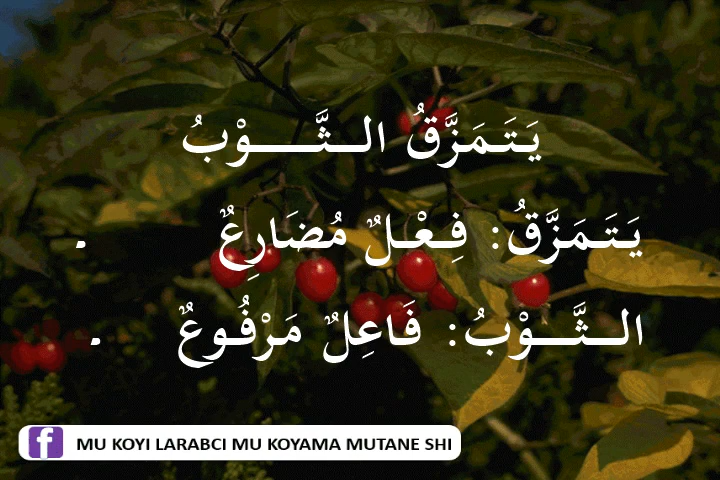 يَتَمَزَّقُ الثَّوْبُ
يَتَمَزَّقُ: فِعْلٌ مُضَارِعٌ .
الثَّوْبُ: فَاعِلٌ مَرْفُوعٌ .
MU KOYI LARABCI MU KOYAMA MUTANE SHI